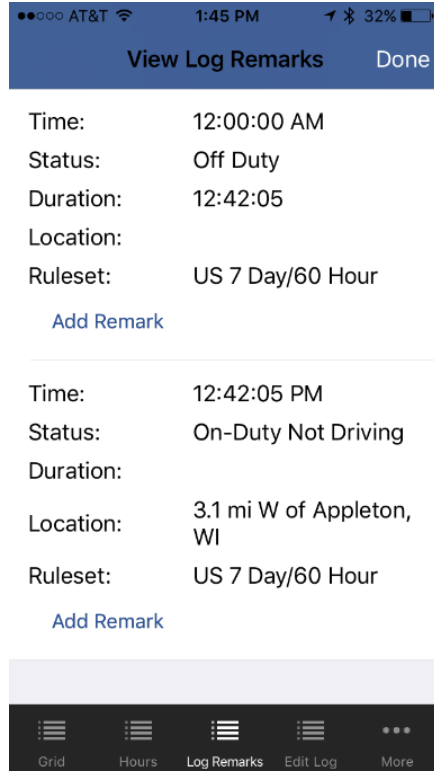 AT&T 1:45 PM 32%
View Log Remarks Done
Time: 12:00:00 AM
Status: Off Duty
Duration: 12:42:05
Location:
Ruleset: US 7 Day/60 Hour
Add Remark
Time: 12:42:05 PM
Status: On-Duty Not Driving
Duration:
Location: 3.1 mi W of Appleton,
WI
Ruleset: US 7 Day/60 Hour
Add Remark
Grid Hours Log Remarks Edit Log More